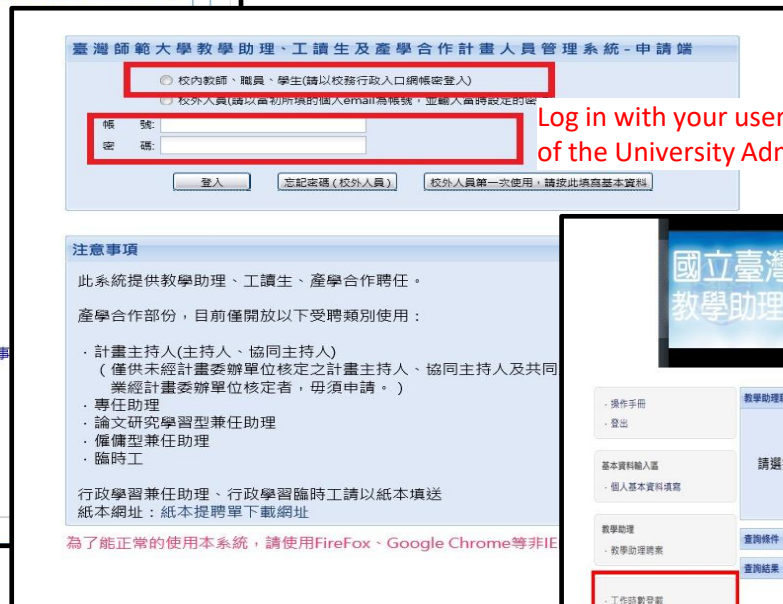 臺灣師範大學教學助理、工讀生及產學合作計畫人員管理系統-申請端
校內教師、職員、學生(請以校務行政入口網帳密登入)
校外人員(請以當初所填的個人email為帳號，並輸入當時設定的密
Log in with your user
of the University Adm
帳 號:
密 碼:
登入 忘記密碼(校外人員) 校外人員第一次使用，請按此填寫基本資料
注意事項
此系統提供教學助理、工讀生、產學合作聘任。
產學合作部份，目前僅開放以下受聘類別使用：
．計畫主持人(主持人、協同主持人)
（僅供未經計畫委辦單位核定之計畫主持人、協同主持人及共同
業經計畫委辦單位核定者，毋須申請。）
．專任助理
．論文研究學習型兼任助理
．僱傭型兼任助理
．臨時工
行政學習兼任助理、行政學習臨時工請以紙本填送
紙本網址：紙本提聘單下載網址
為了能正常的使用本系統，請使用FireFox、Google Chrome等非IE
事
國立臺灣
教學助理
．操作手冊
．登出
基本資料輸入區
．個人基本資料填寫
教學助理
．教學助理聘案
．工作時數登載
教學助理
請選
查詢條件
查詢結果